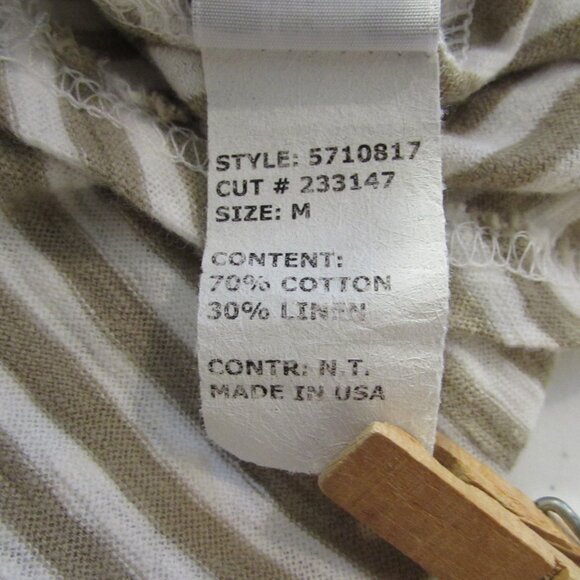 STYLE: 5710817
CUT # 233147
SIZE: M
CONTENT:
70% COTTON
30% LINEN
CONTR: N.T.
MADE IN USA